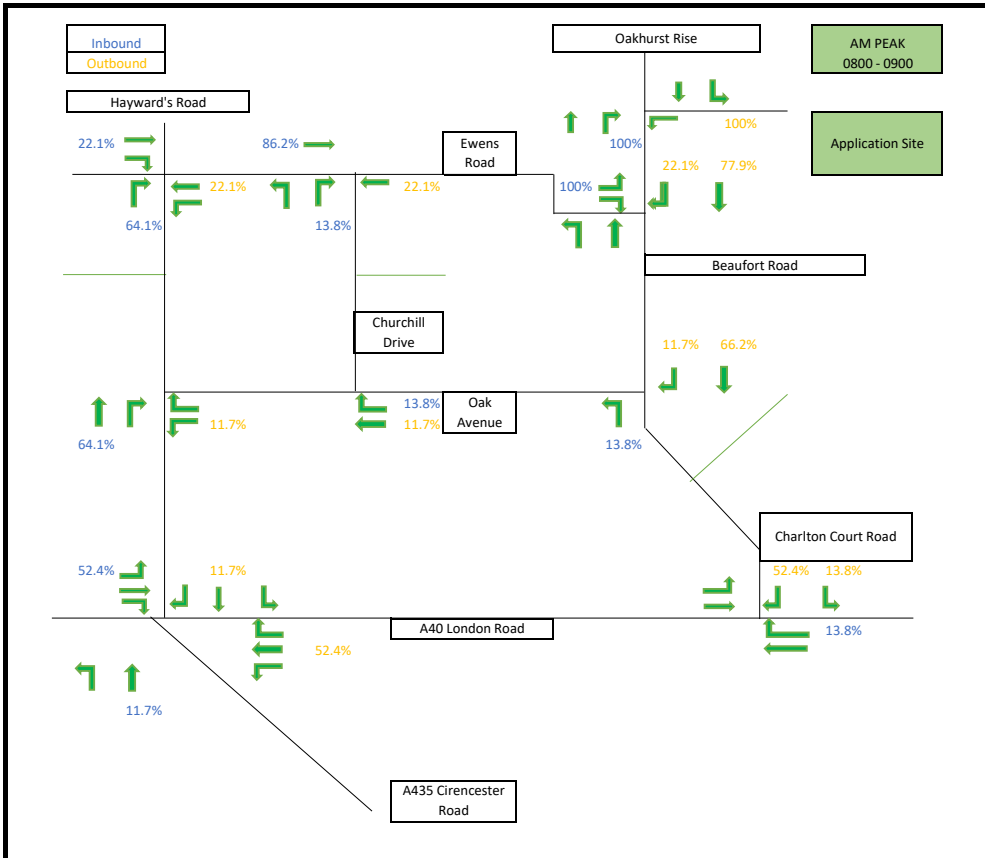 Inbound
Outbound
Oakhurst Rise
AM PEAK
0800 - 0900
Hayward's Road
22.1%
86.2%
Ewens
Road
100%
100%
Application Site
22.1%
77.9%
100%
22.1%
22.1%
64.1%
13.8%
Beaufort Road
Churchill
Drive
11.7%
66.2%
13.8%
11.7%
Oak
Avenue
64.1%
11.7%
13.8%
Charlton Court Road
52.4%
11.7%
52.4%
13.8%
A40 London Road
13.8%
52.4%
11.7%
A435 Cirencester
Road